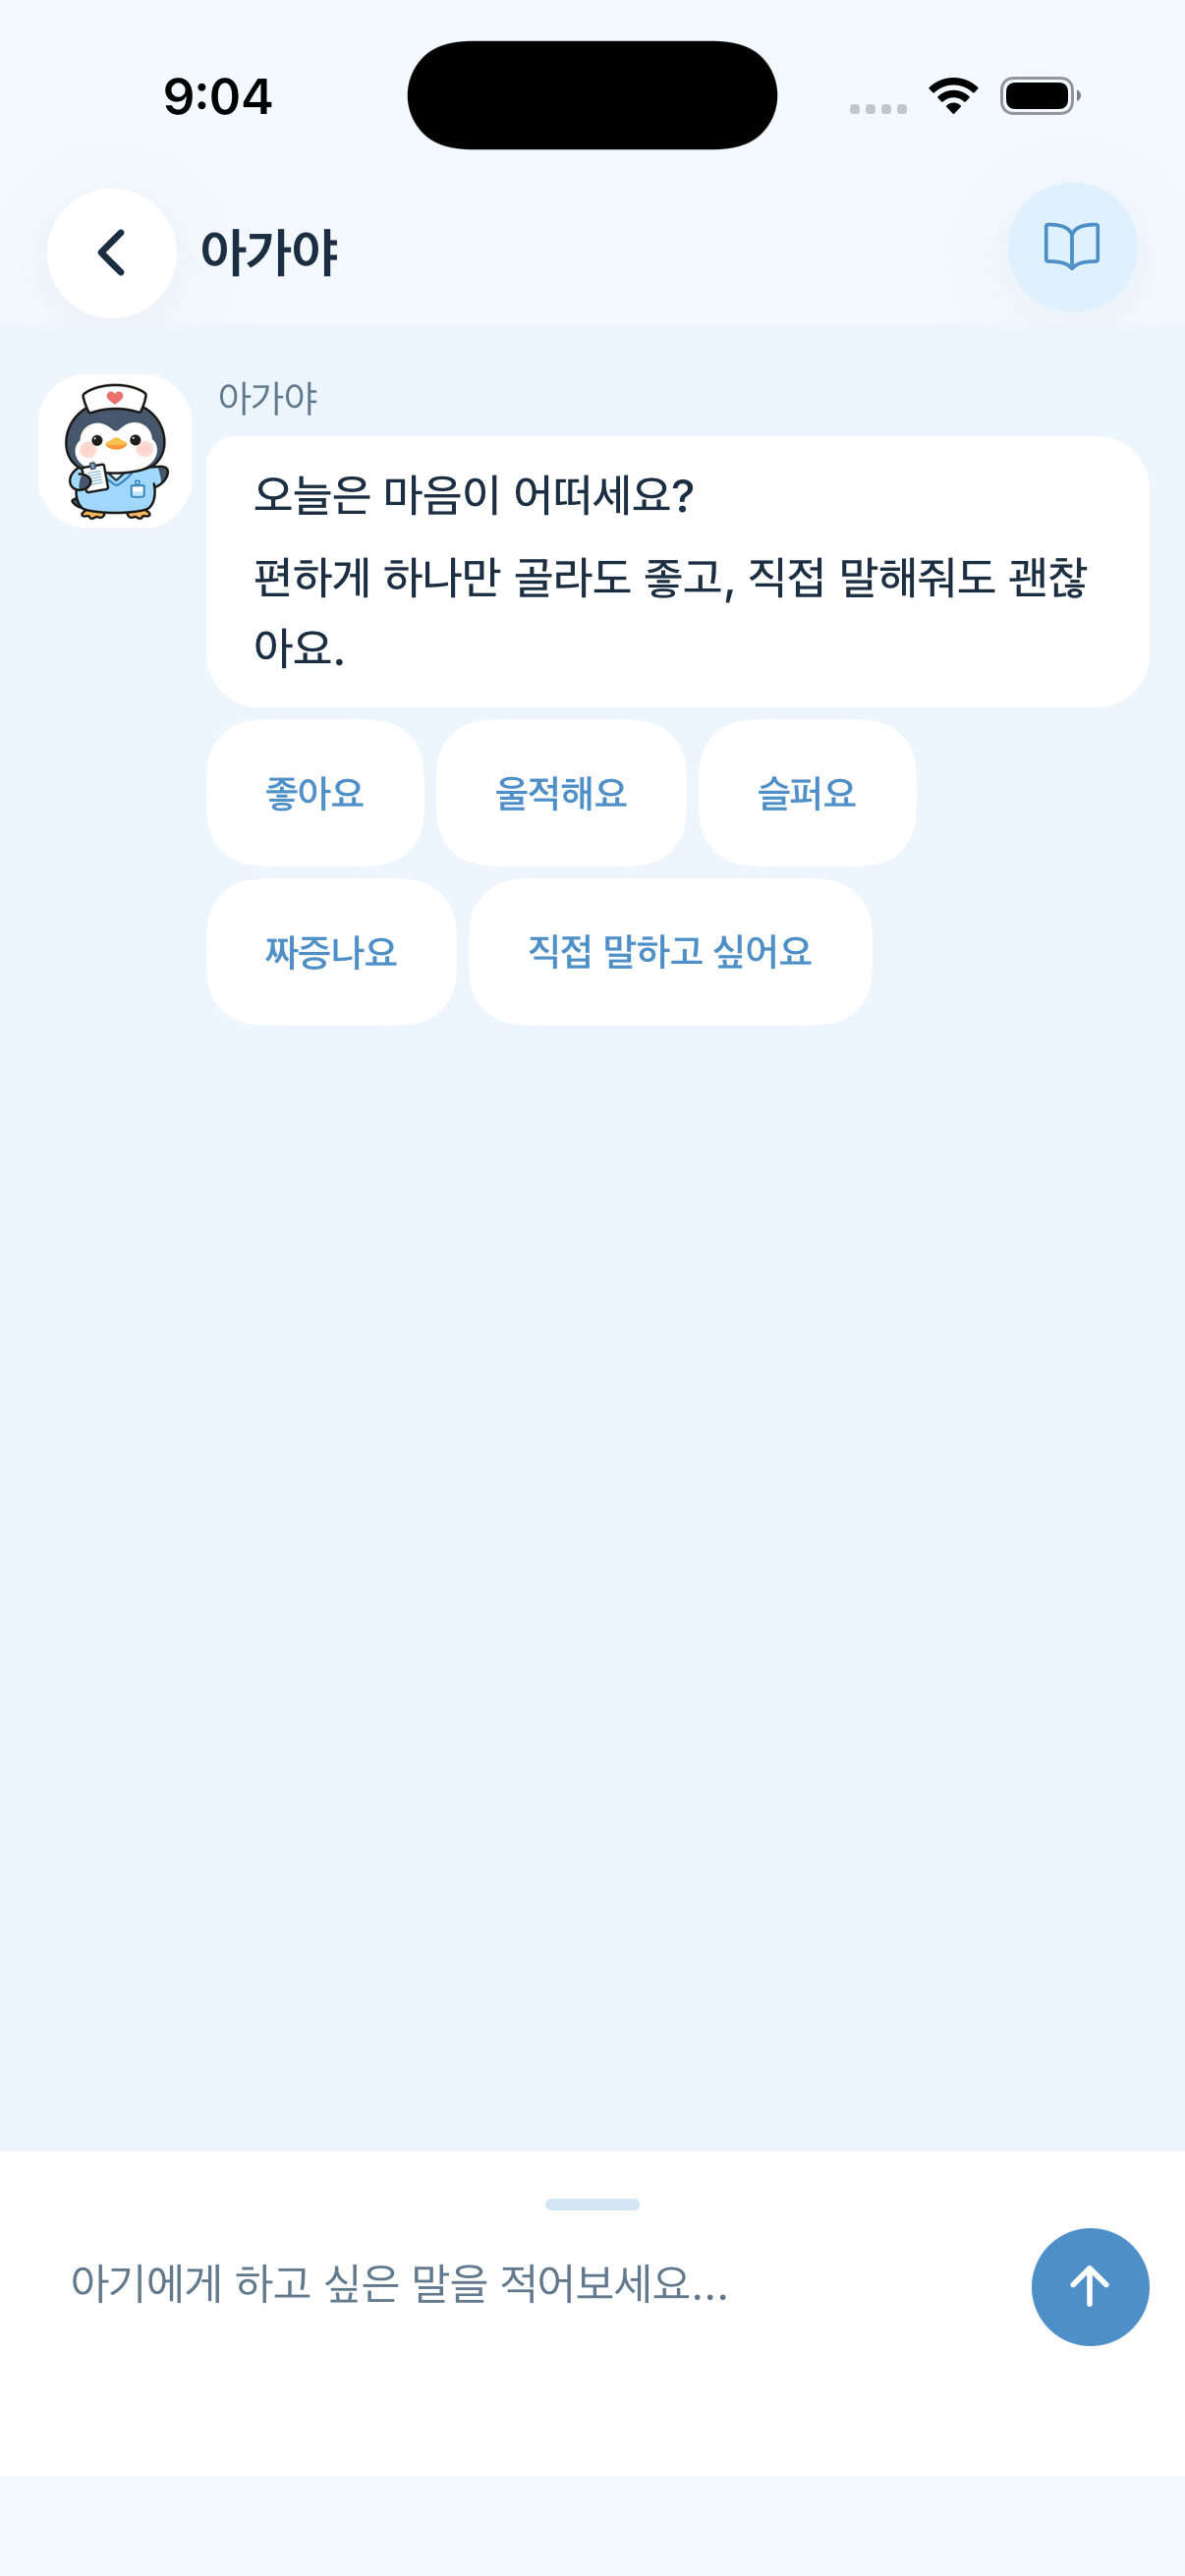 9:04
아가야
아가야
오늘은 마음이 어떠세요?
편하게 하나만 골라도 좋고, 직접 말해줘도 괜찮
아요.
좋아요
울적해요
슬퍼요
짜증나요
직접 말하고 싶어요
아기에게 하고 싶은 말을 적어보세요...